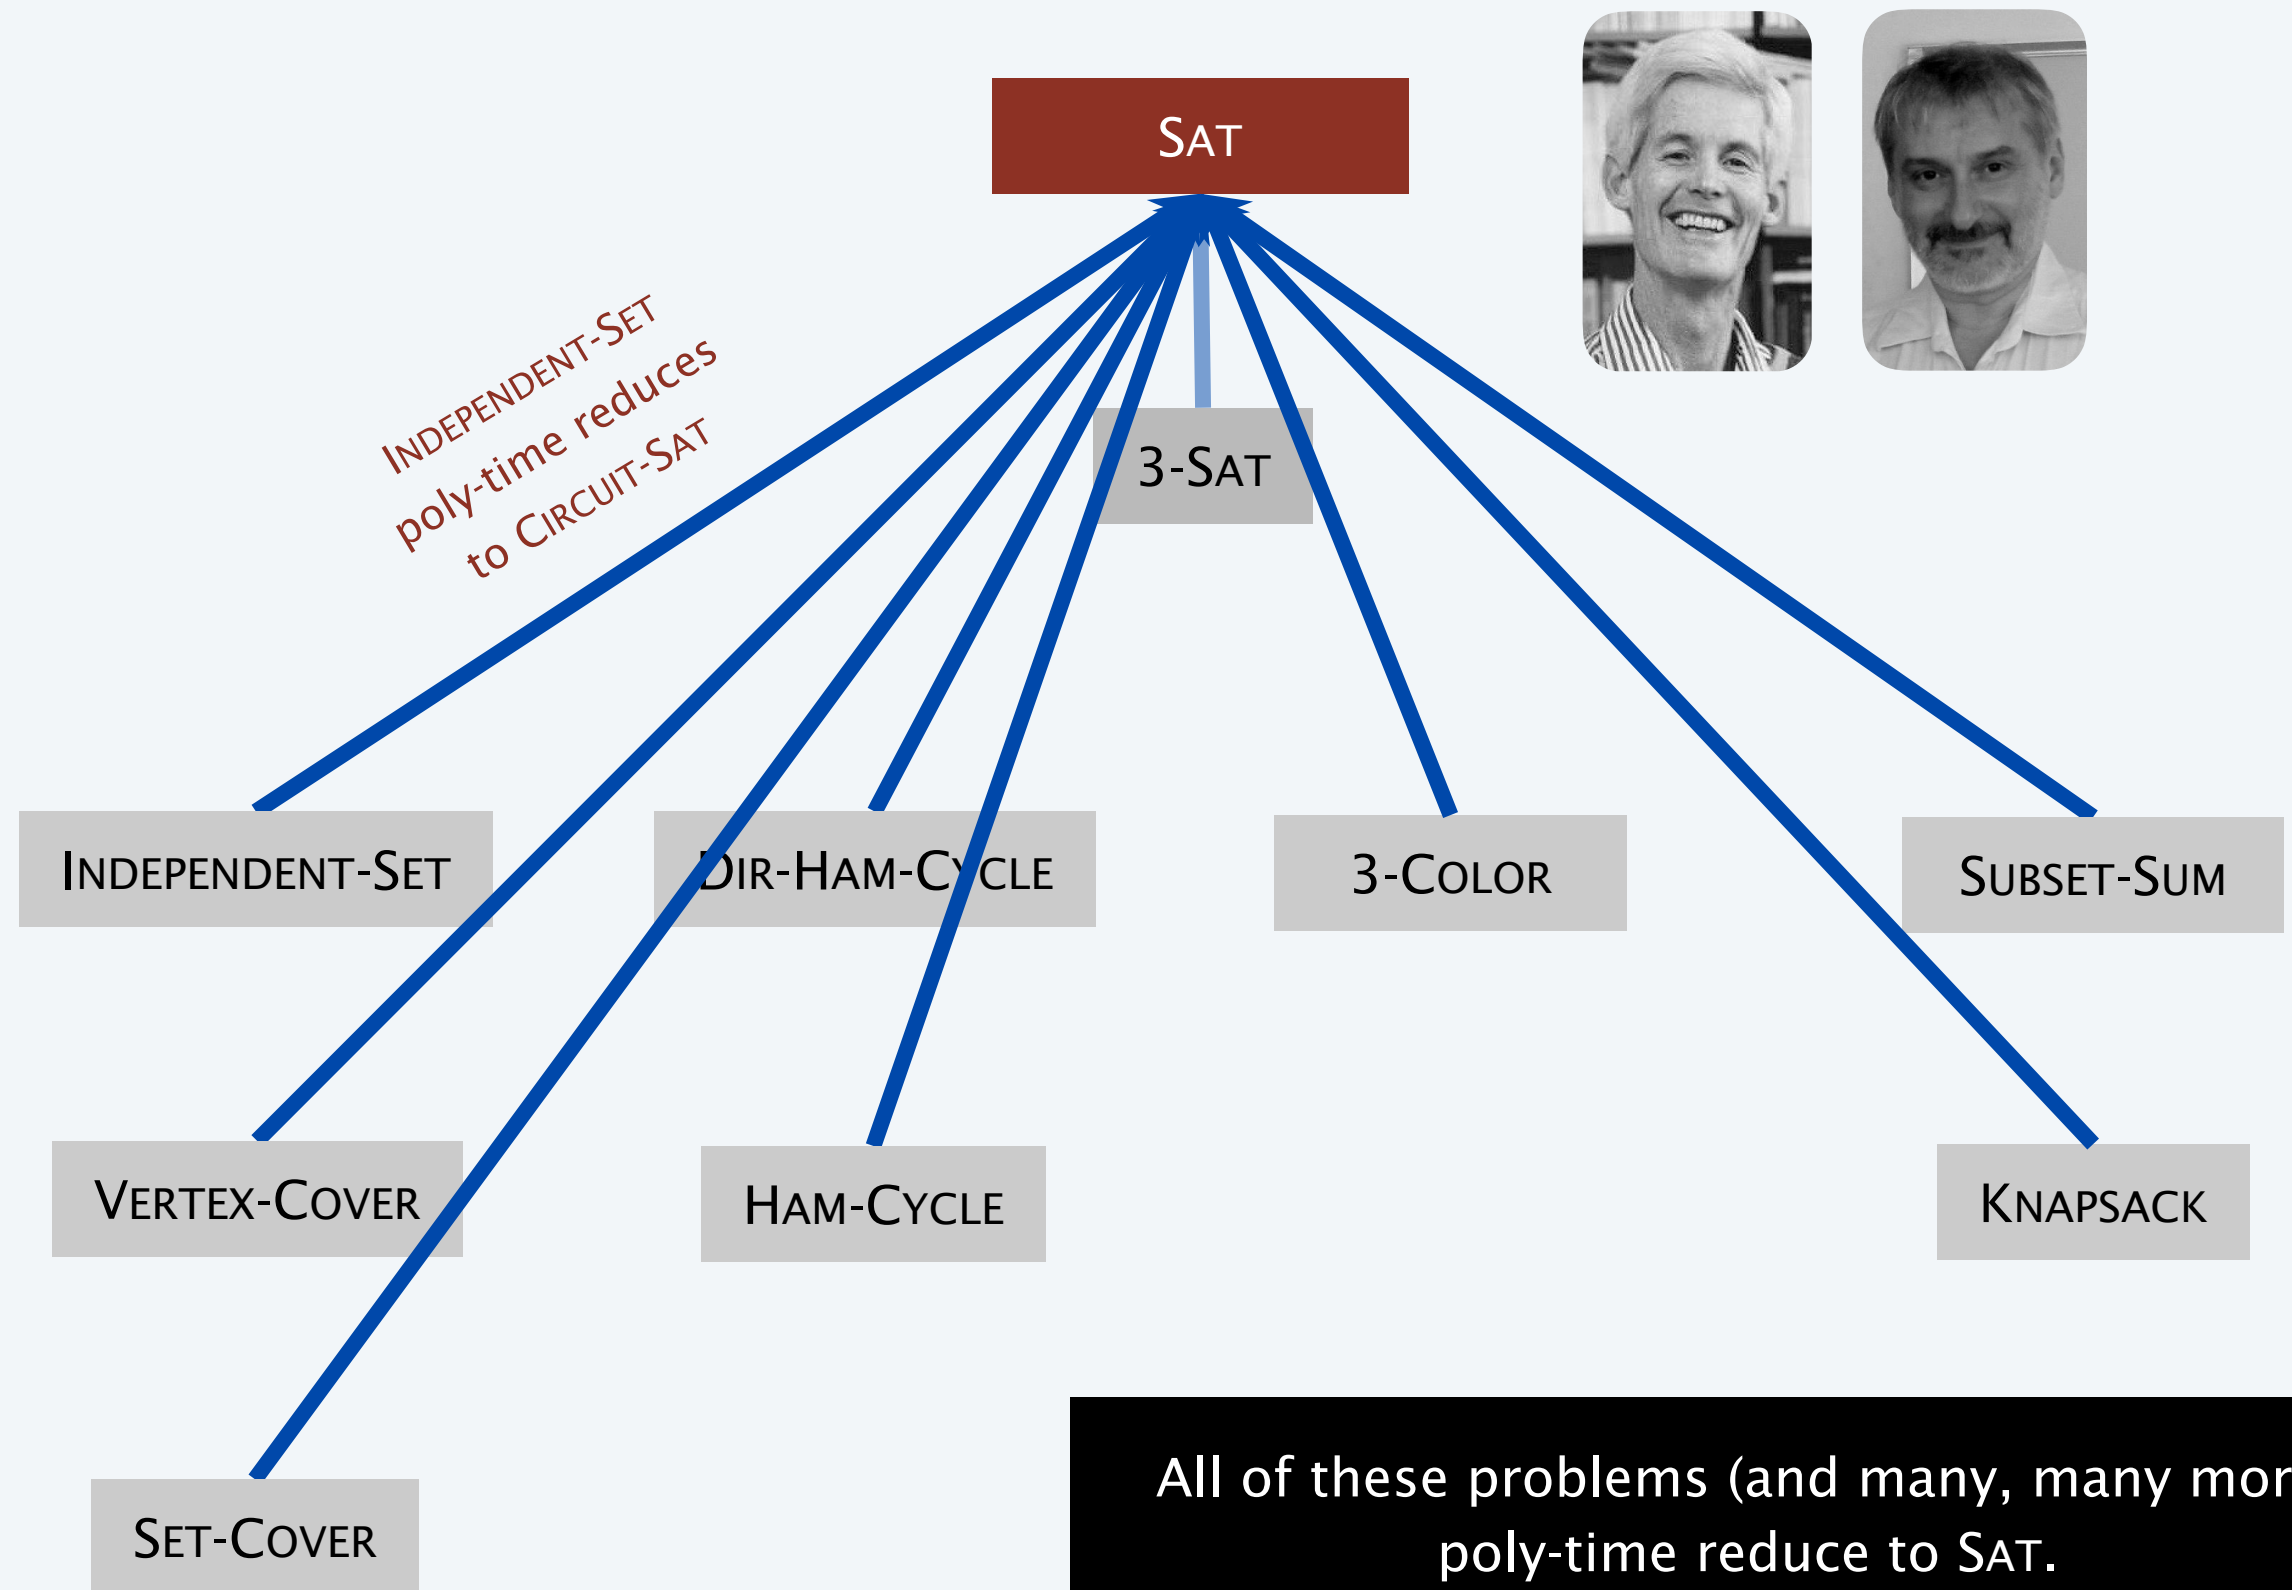 SAT
INDEPENDENT-SET
poly-time reduces
to CIRCUIT-SAT
3-SAT
INDEPENDENT-SET
DIR-HAM-CYCLE
3-COLOR
SUBSET-SUM
VERTEX-COVER
HAM-CYCLE
KNAPSACK
SET-COVER
All of these problems (and many, many mor
poly-time reduce to SAT.